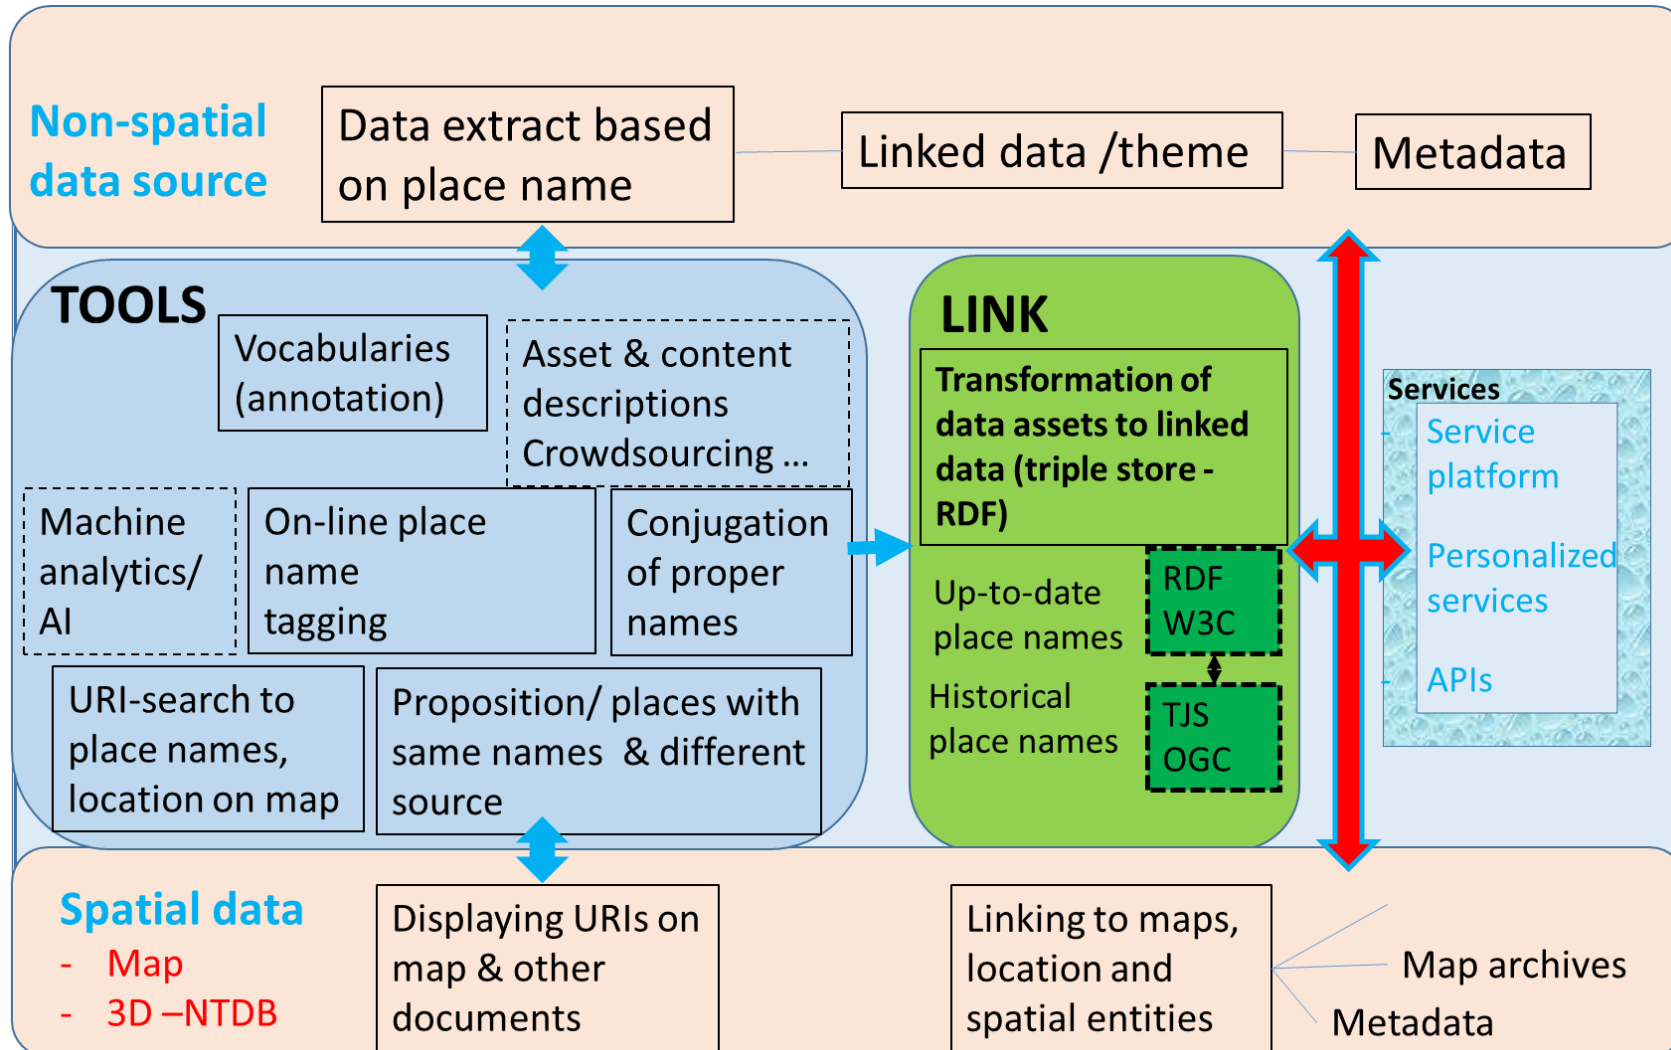 Non-spatial
data source
Data extract based
on place name
Linked data /theme
Metadata
TOOLS
Vocabularies
(annotation)
Asset & content
descriptions
Crowdsourcing ...
Machine
analytics/
AI
On-line place
name
tagging
Conjugation
of proper
names
URI-search to
place names,
location on map
Proposition/ places with
same names & different
source
LINK
Transformation of
data assets to linked
data (triple store -
RDF)
Up-to-date
place names
RDF
W3C
Historical
place names
TJS
OGC
Services
- Service
platform
Personalized
services
- APIs
Spatial data
- Map
- 3D –NTDB
Displaying URIs on
map & other
documents
Linking to maps,
location and
spatial entities
Map archives
Metadata